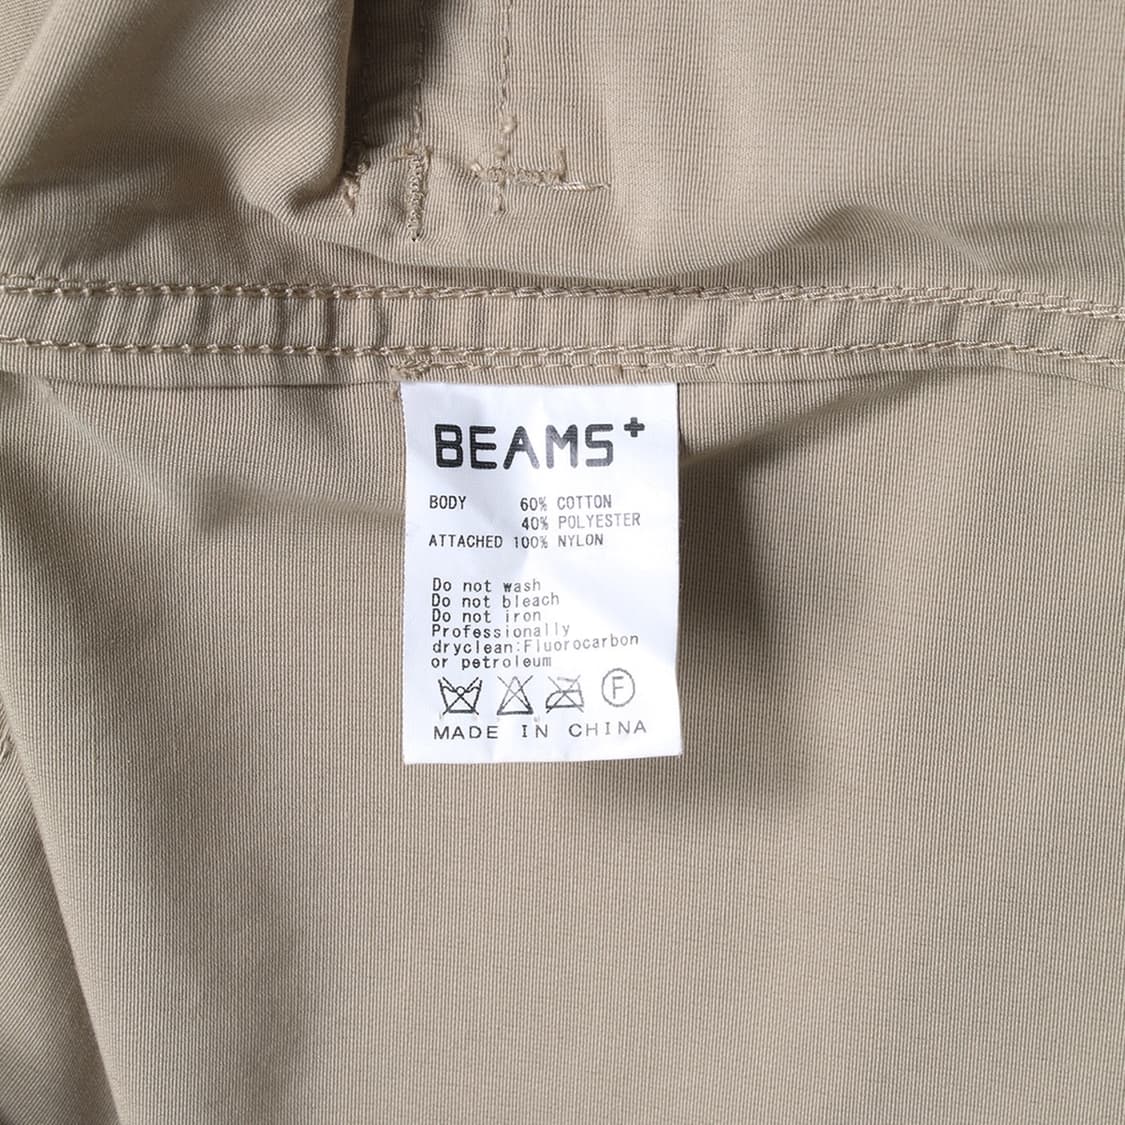 BEAMS+
BODY 60% COTTON
40% POLYESTER
ATTACHED 100% NYLON
Do not wash
Do not bleach
Do not iron
Professionally
dryclean:Fluorocarbon
or petroleum
F
MADE IN CHINA